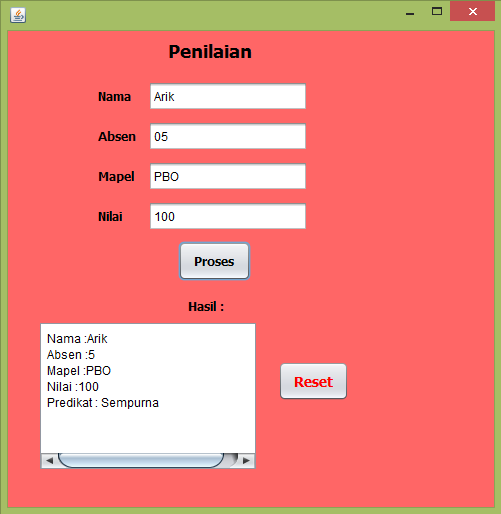 Penilaian
Nama Arik
Absen 05
Mapel PBO
Nilai 100
Proses
Hasil :
Nama :Arik
Absen :5
Mapel :PBO
Nilai :100
Predikat : Sempurna
Reset